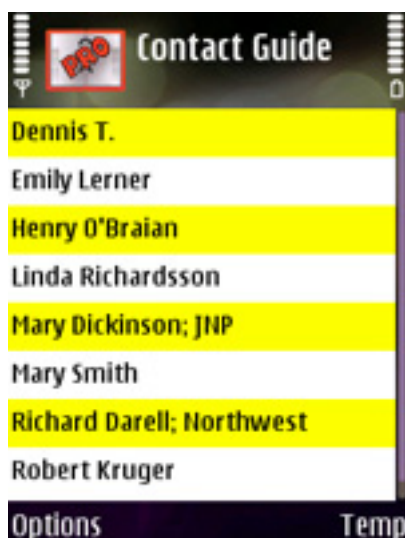 PRO
Contact Guide
Dennis T.
Emily Lerner
Henry O'Braian
Linda Richardsson
Mary Dickinson; JNP
Mary Smith
Richard Darell; Northwest
Robert Kruger
Options
Temp